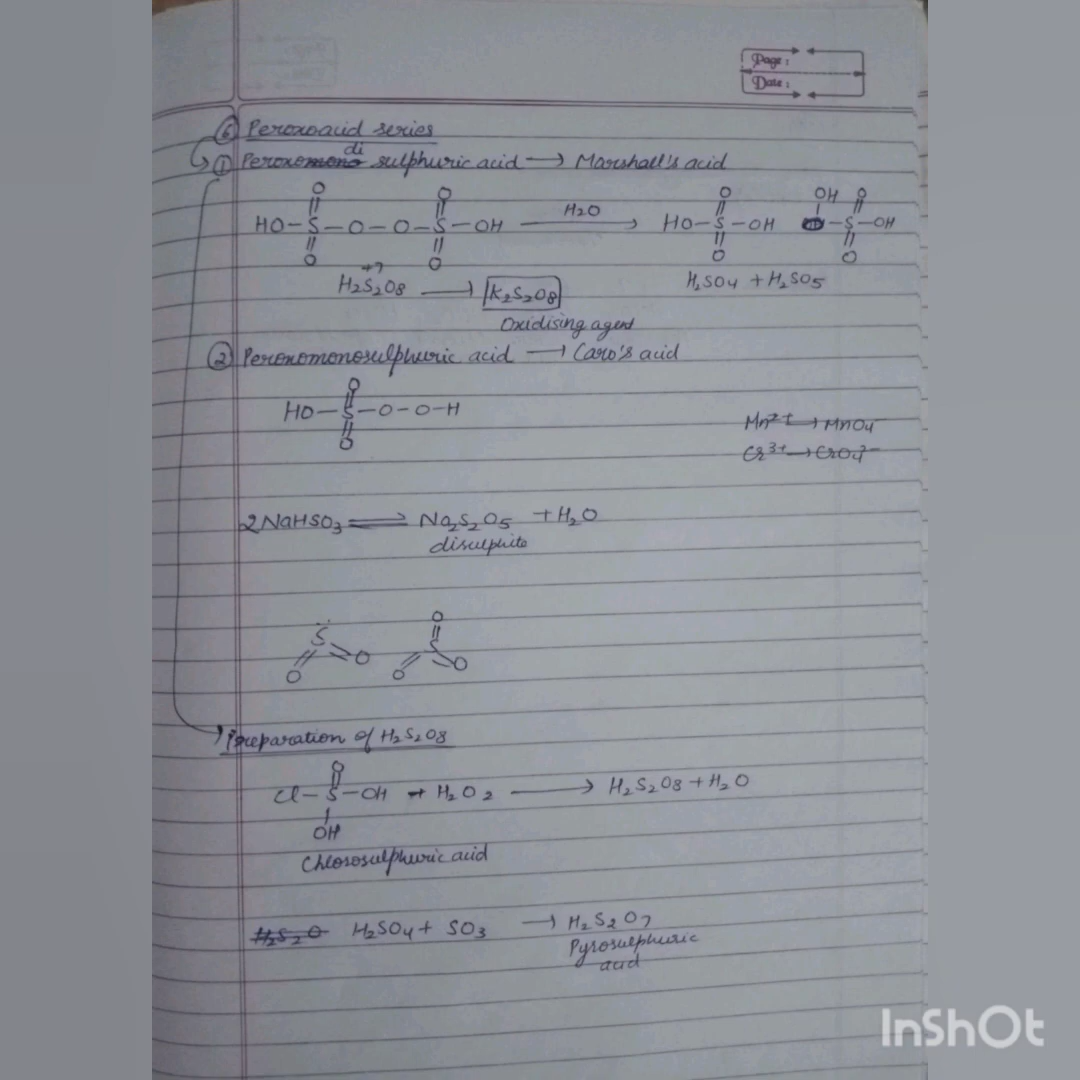 Page :
Date :
⑥ Peroxoacid series
① Peroxomono di sulphuric acid → Marshall's acid
O O O OH O
HO–S–O–O–S–OH —H2O→ HO–S–OH –S–OH
O O O O
+7
H2S2O8 → K2S2O8 H2SO4 + H2SO5
Oxidising agent
② Peroxomonosulphuric acid → Caro's acid
O
HO–S–O–O–H
O
Mn2+ → MnO4-
Cr3+ → CrO42-
2NaHSO3 ⇌ Na2S2O5 + H2O
disulphite
S O
O O O S O
Preparation of H2S2O8
O
Cl–S–OH + H2O2 → H2S2O8 + H2O
OH
Chlorosulphuric acid
H2S2O H2SO4 + SO3 → H2S2O7
Pyrosulphuric
acid
InShOt